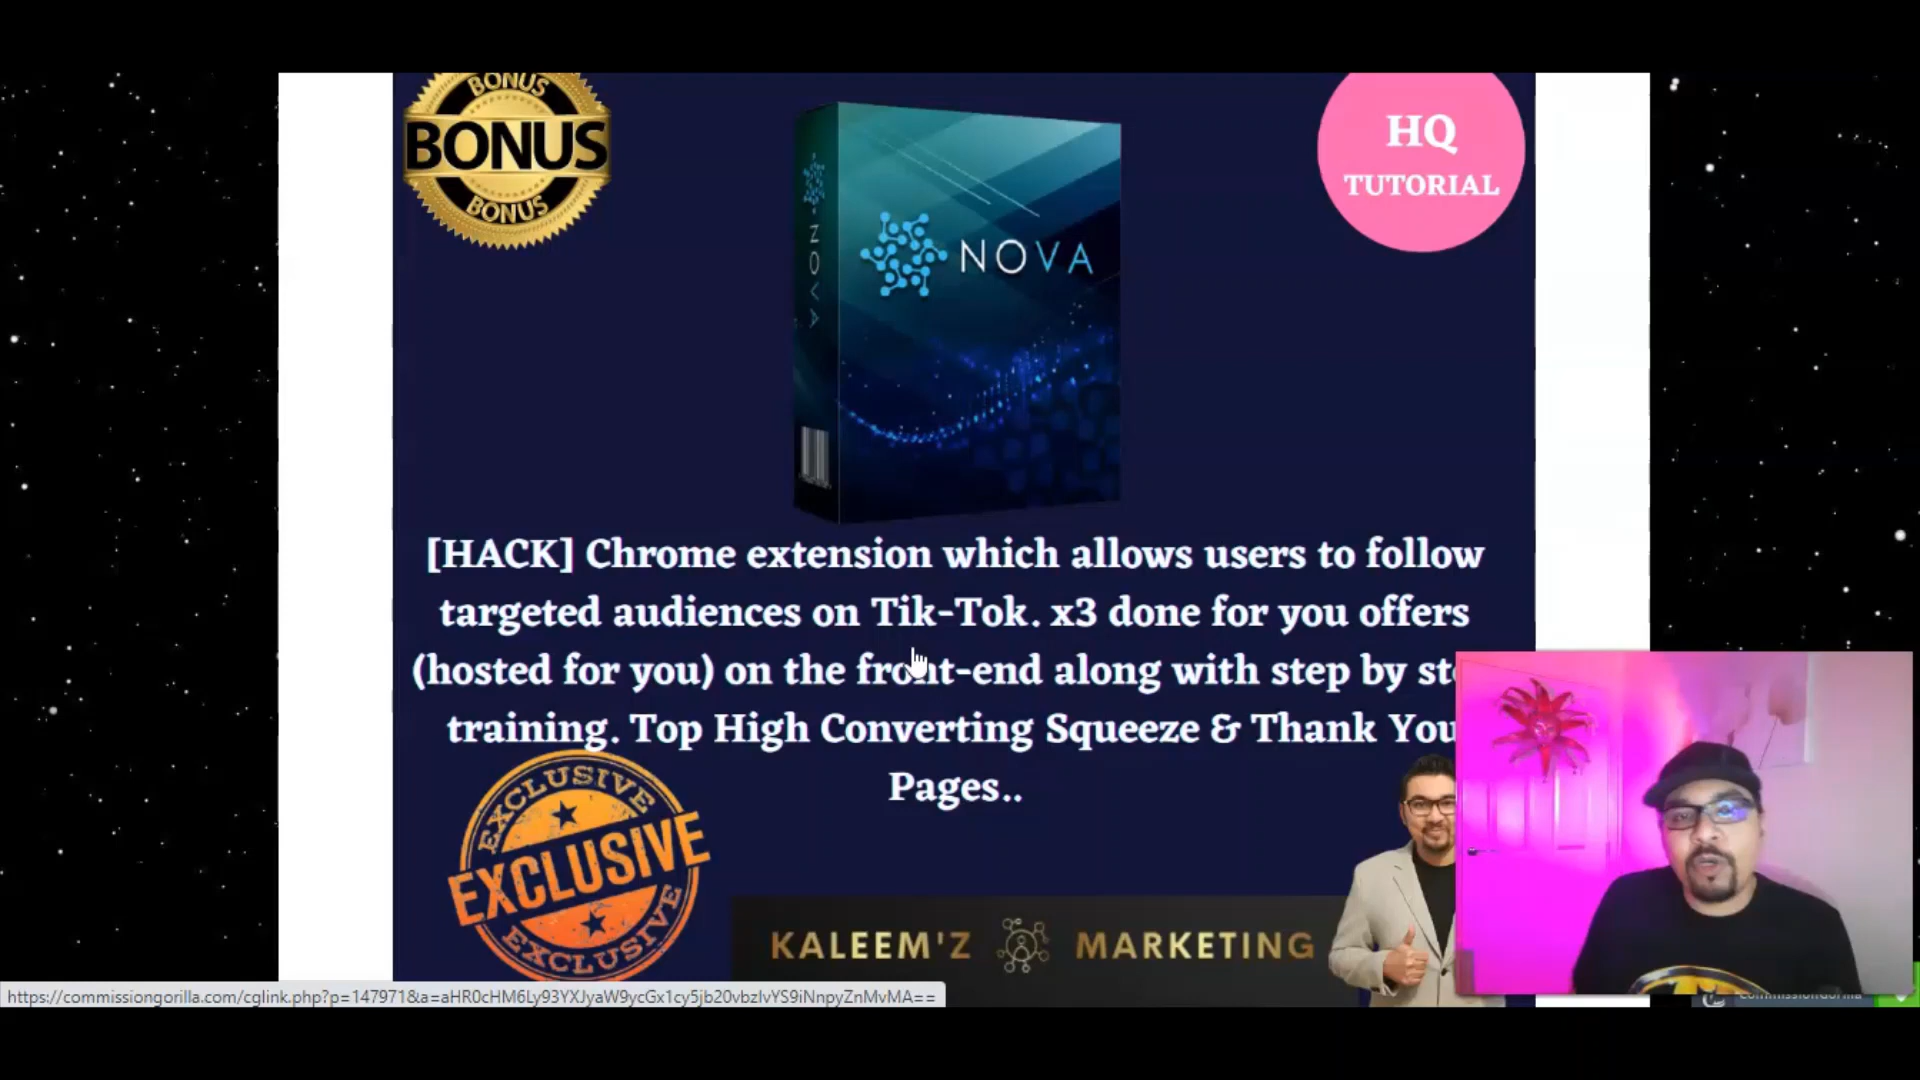 BONUS
BONUS
BONUS
HQ
TUTORIAL
NOVA
NOVA
[HACK] Chrome extension which allows users to follow
targeted audiences on Tik-Tok. x3 done for you offers
(hosted for you) on the front-end along with step by
training. Top High Converting Squeeze & Thank You
Pages..
EXCLUSIVE
EXCLUSIVE
EXCLUSIVE
KALEEM'Z MARKETING
https://commissiongorilla.com/cglink.php?p=147971&a=aHR0cHM6Ly93YXJyaW9ycGx1cy5jb20vbzIvYS9iNnpyZnMvMA==